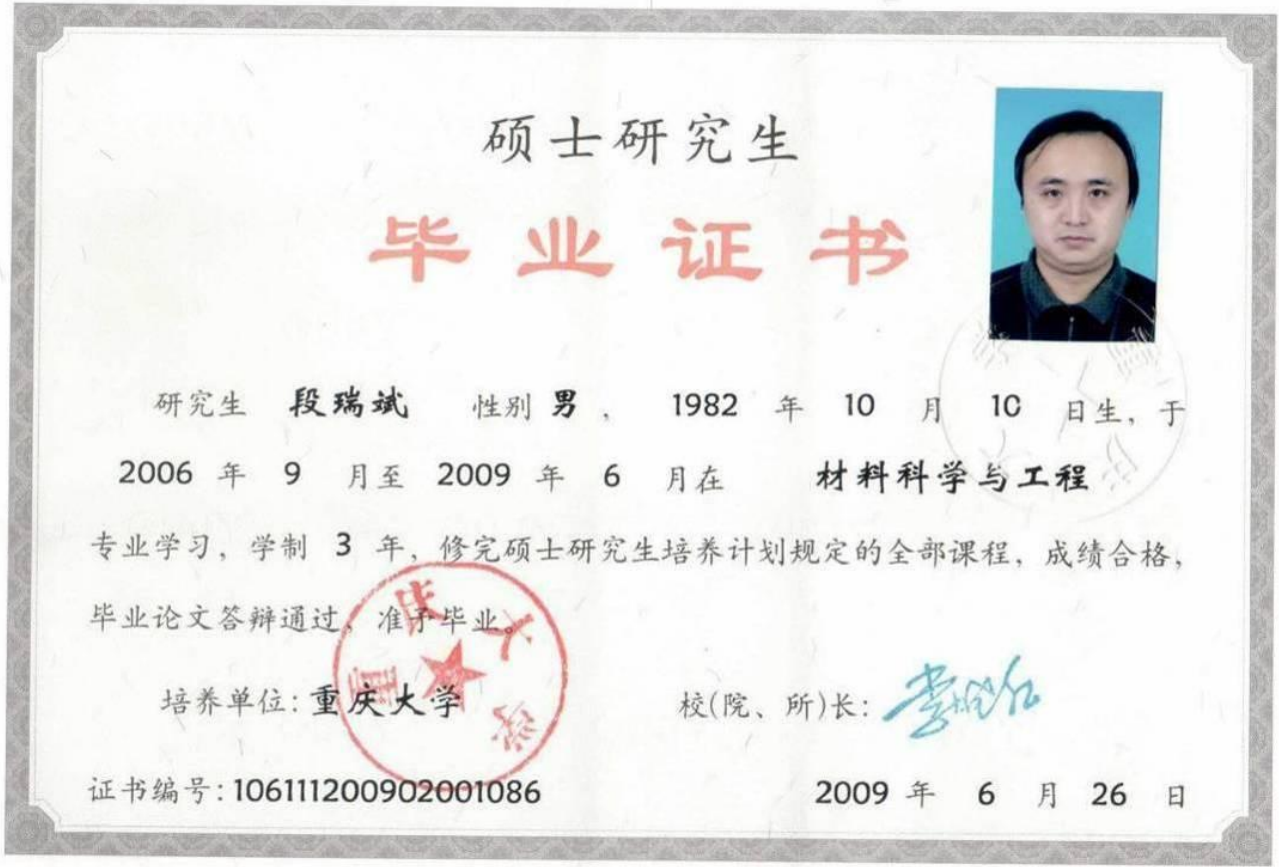 硕士研究生
毕业证书
研究生 段瑞斌 性别 男， 1982 年 10 月 10 日生，于
2006 年 9 月至 2009 年 6 月在 材料科学与工程
专业学习，学制 3 年，修完硕士研究生培养计划规定的全部课程，成绩合格，
毕业论文答辩通过，准予毕业。
培养单位：重庆大学 校(院、所)长：
证书编号：106111200902001086 2009 年 6 月 26 日
重庆大学